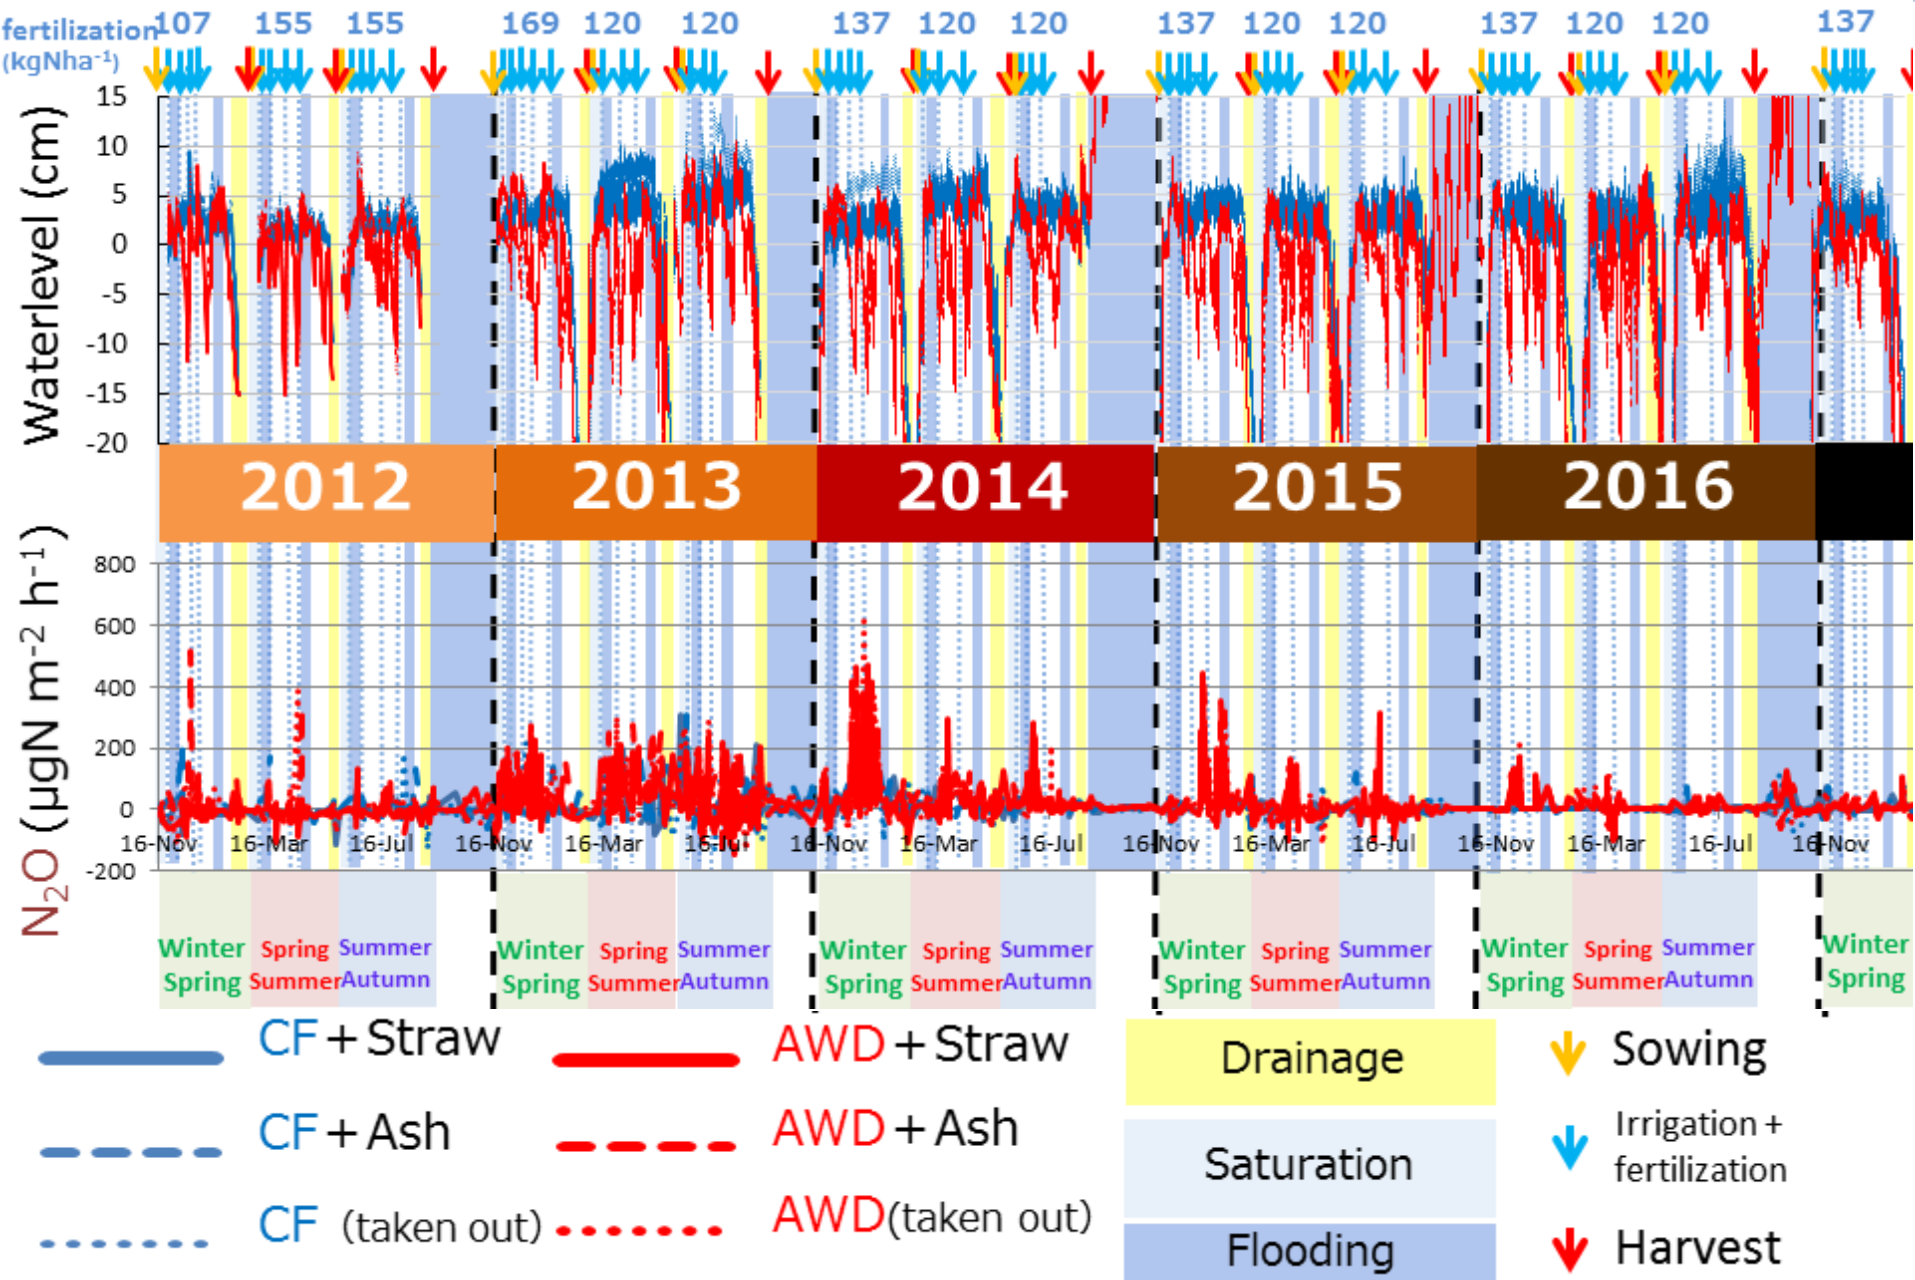 fertilization 107 155 155 169 120 120 137 120 120 137 120 120 137 120 120 137
(kgNha⁻¹)
Waterlevel (cm)
15
10
5
0
-5
-10
-15
-20
2012 2013 2014 2015 2016
N₂O (µgN m⁻² h⁻¹)
800
600
400
200
0
-200
16-Nov 16-Mar 16-Jul 16-Nov 16-Mar 16-Jul 16-Nov 16-Mar 16-Jul 16-Nov 16-Mar 16-Jul 16-Nov 16-Mar 16-Jul 16-Nov
Winter Spring Summer Winter Spring Summer Winter Spring Summer Winter Spring Summer Winter Spring Summer Winter
Spring Summer Autumn Spring Summer Autumn Spring Summer Autumn Spring Summer Autumn Spring Summer Autumn Spring
CF + Straw
CF + Ash
CF (taken out)
AWD + Straw
AWD + Ash
AWD (taken out)
Drainage
Saturation
Flooding
Sowing
Irrigation +
fertilization
Harvest